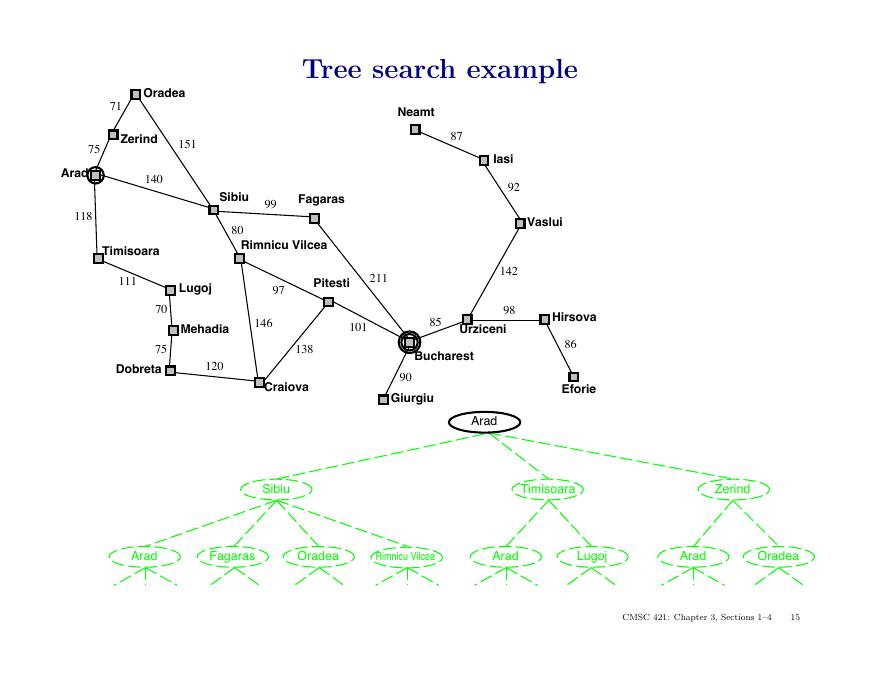 Tree search example
Oradea
71
Neamt
Zerind
87
75
151
Iasi
Arad
140
92
Sibiu
99
Fagaras
118
Vaslui
80
Timisoara
Rimnicu Vilcea
142
111
211
Lugoj
97
Pitesti
70
98
Hirsova
146
101
85
Mehadia
Urziceni
86
75
138
Bucharest
Dobreta
120
90
Craiova
Eforie
Giurgiu
Arad
Sibiu Timisoara Zerind
Arad Fagaras Oradea Rimnicu Vilcea Arad Lugoj Arad Oradea
CMSC 421: Chapter 3, Sections 1–4 15